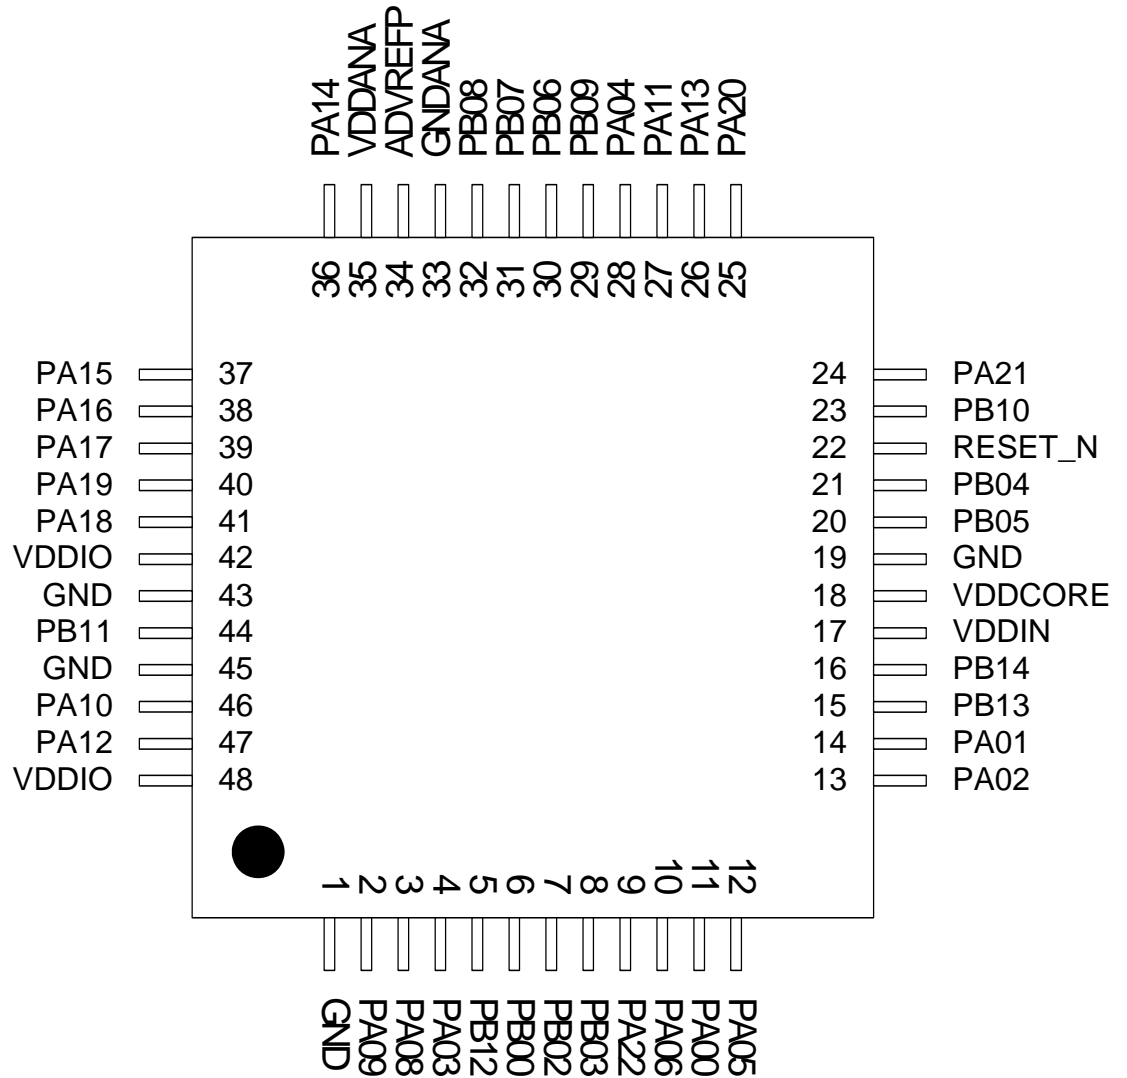 PA14 VDDANA ADVREFP GNDANA PB08 PB07 PB06 PB09 PA04 PA11 PA13 PA20
36 35 34 33 32 31 30 29 28 27 26 25
PA15 37 24 PA21
PA16 38 23 PB10
PA17 39 22 RESET_N
PA19 40 21 PB04
PA18 41 20 PB05
VDDIO 42 19 GND
GND 43 18 VDDCORE
PB11 44 17 VDDIN
GND 45 16 PB14
PA10 46 15 PB13
PA12 47 14 PA01
VDDIO 48 13 PA02
1 2 3 4 5 6 7 8 9 10 11 12
GND PA09 PA08 PA03 PB12 PB00 PB02 PB03 PA22 PA06 PA00 PA05